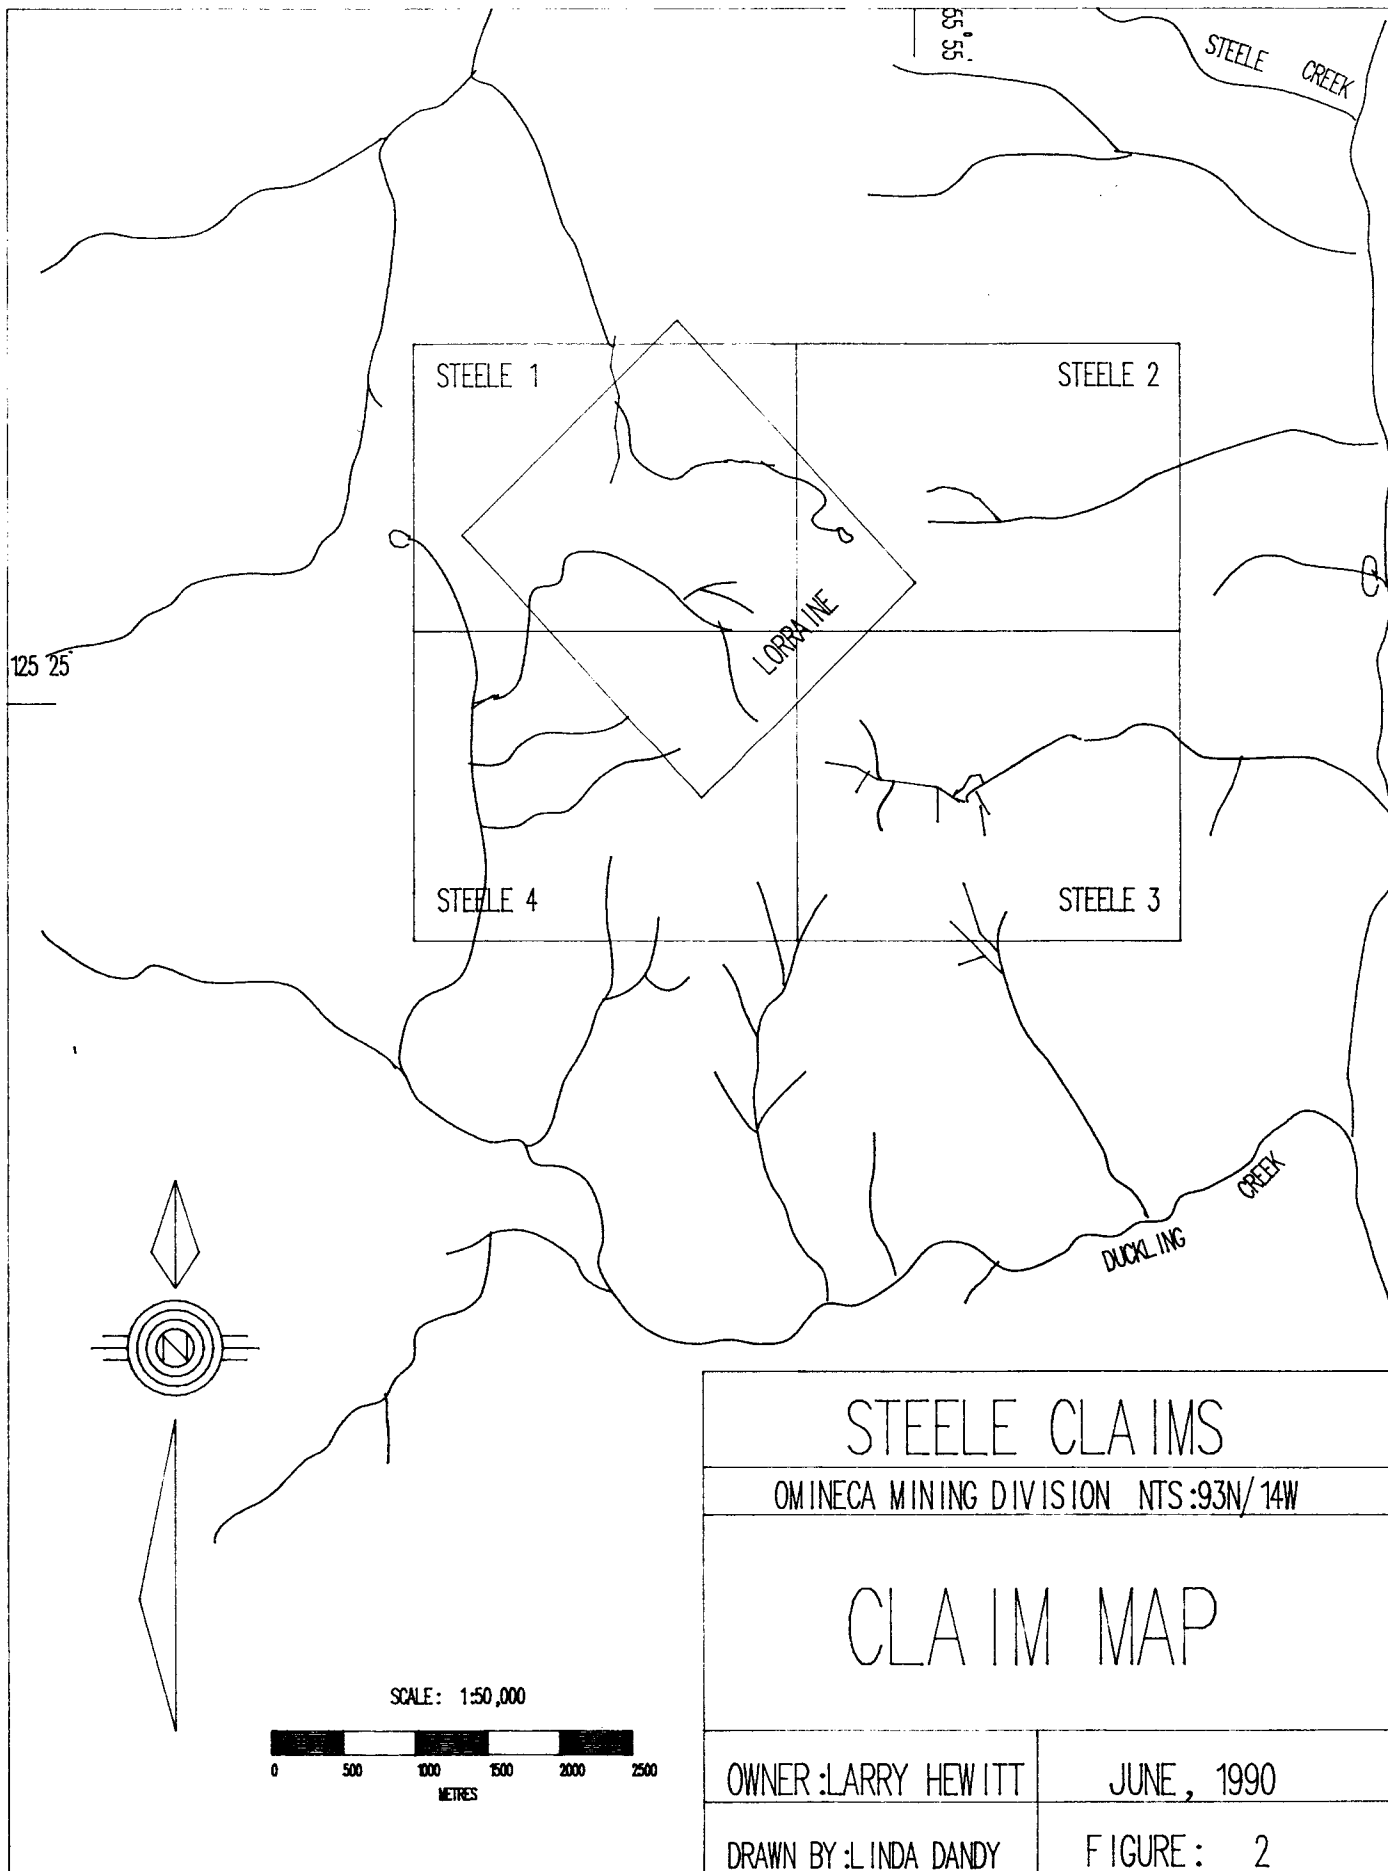 55° 55'
STEELE CREEK
STEELE 1
STEELE 2
LORRAINE
125 25'
STEELE 4
STEELE 3
CREEK
DUCKLING
N
STEELE CLAIMS
OMINECA MINING DIVISION NTS:93N/14W
CLAIM MAP
SCALE: 1:50,000
0 500 1000 1500 2000 2500
METRES
OWNER:LARRY HEWITT
JUNE, 1990
DRAWN BY:LINDA DANDY
FIGURE: 2